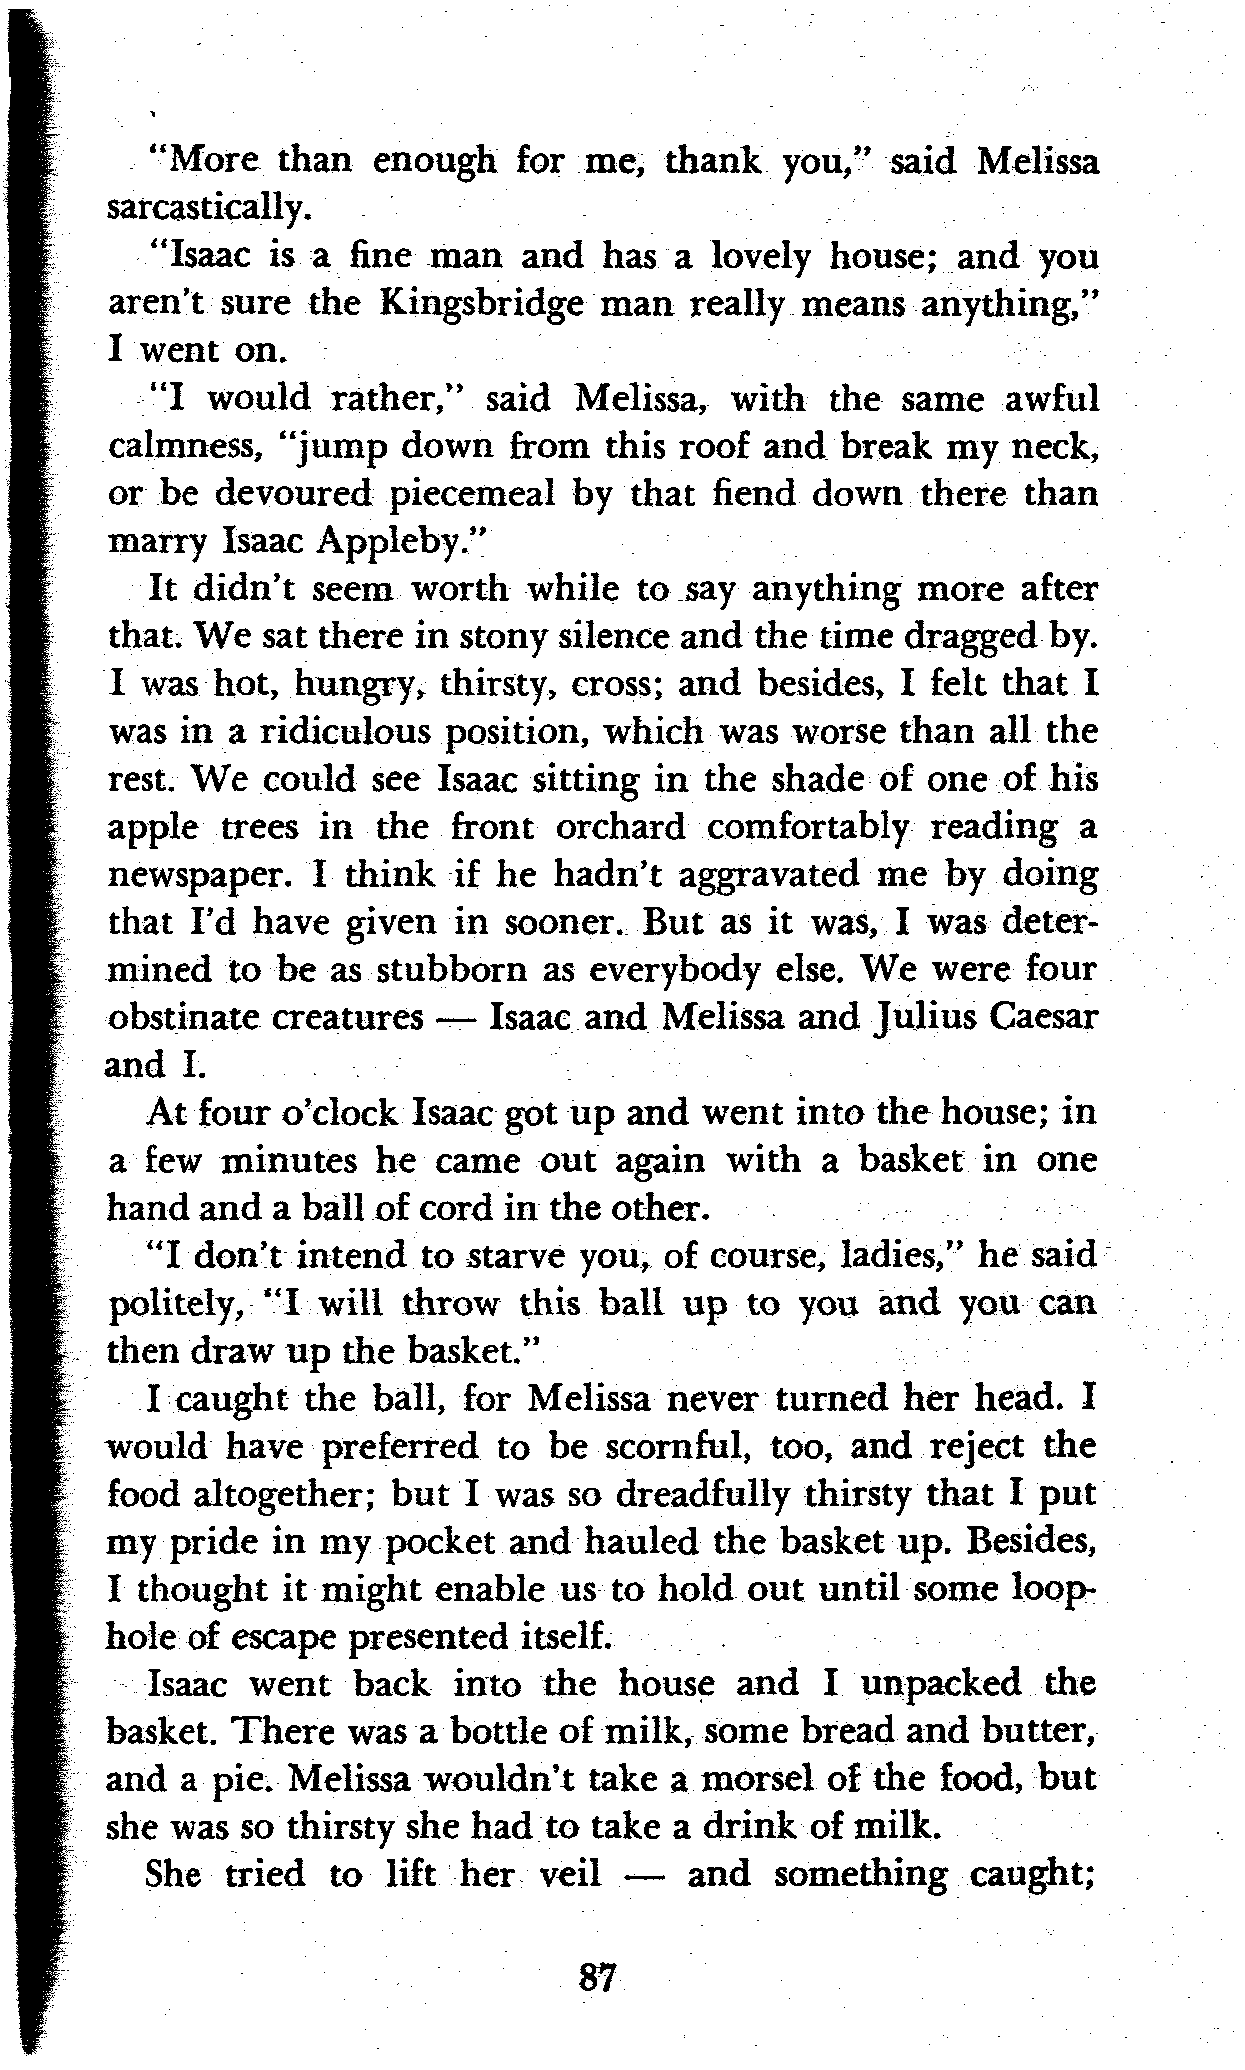 “More than enough for me, thank you,” said Melissa
sarcastically.
“Isaac is a fine man and has a lovely house; and you
aren’t sure the Kingsbridge man really means anything,”
I went on.
“I would rather,” said Melissa, with the same awful
calmness, “jump down from this roof and break my neck,
or be devoured piecemeal by that fiend down there than
marry Isaac Appleby.”
It didn’t seem worth while to say anything more after
that. We sat there in stony silence and the time dragged by.
I was hot, hungry, thirsty, cross; and besides, I felt that I
was in a ridiculous position, which was worse than all the
rest. We could see Isaac sitting in the shade of one of his
apple trees in the front orchard comfortably reading a
newspaper. I think if he hadn’t aggravated me by doing
that I’d have given in sooner. But as it was, I was deter-
mined to be as stubborn as everybody else. We were four
obstinate creatures — Isaac and Melissa and Julius Caesar
and I.
At four o’clock Isaac got up and went into the house; in
a few minutes he came out again with a basket in one
hand and a ball of cord in the other.
“I don’t intend to starve you, of course, ladies,” he said
politely, “I will throw this ball up to you and you can
then draw up the basket.”
I caught the ball, for Melissa never turned her head. I
would have preferred to be scornful, too, and reject the
food altogether; but I was so dreadfully thirsty that I put
my pride in my pocket and hauled the basket up. Besides,
I thought it might enable us to hold out until some loop-
hole of escape presented itself.
Isaac went back into the house and I unpacked the
basket. There was a bottle of milk, some bread and butter,
and a pie. Melissa wouldn’t take a morsel of the food, but
she was so thirsty she had to take a drink of milk.
She tried to lift her veil — and something caught;
87